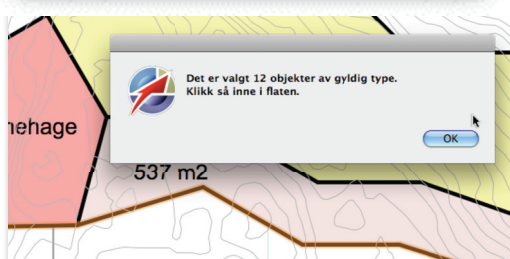 Det er valgt 12 objekter av gyldig type.
Klikk så inne i flaten.
OK
nehage
537 m2